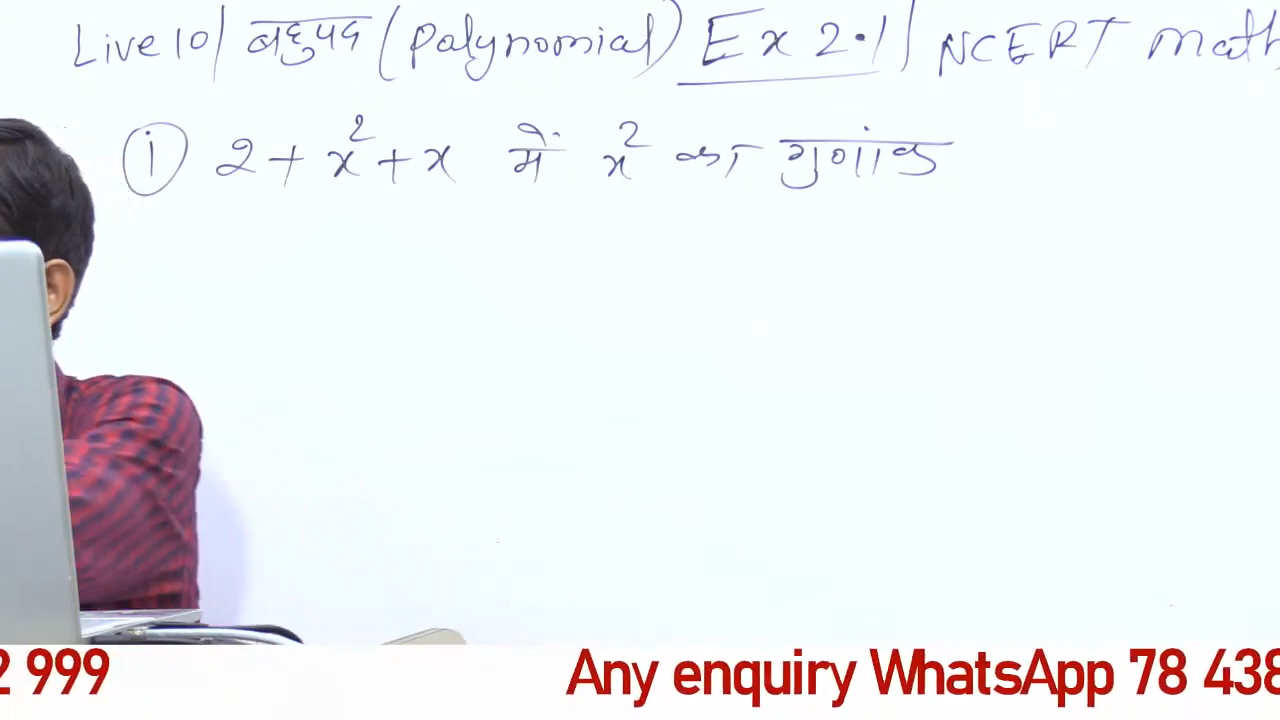 Live 10 | बहुपद (polynomial) Ex 2.1 | NCERT math
(i) 2 + x² + x में x² का गुणांक
2 999 Any enquiry WhatsApp 78 438